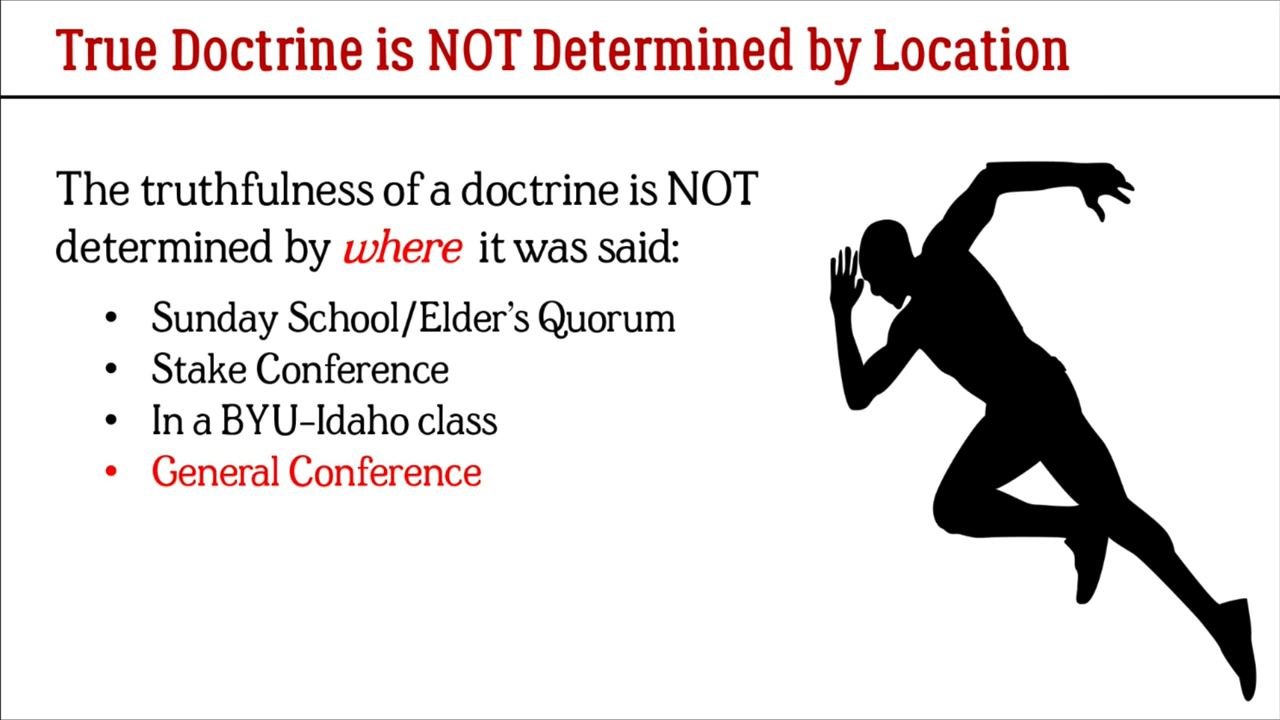 True Doctrine is NOT Determined by Location
The truthfulness of a doctrine is NOT
determined by where it was said:
• Sunday School/Elder’s Quorum
• Stake Conference
• In a BYU-Idaho class
• General Conference